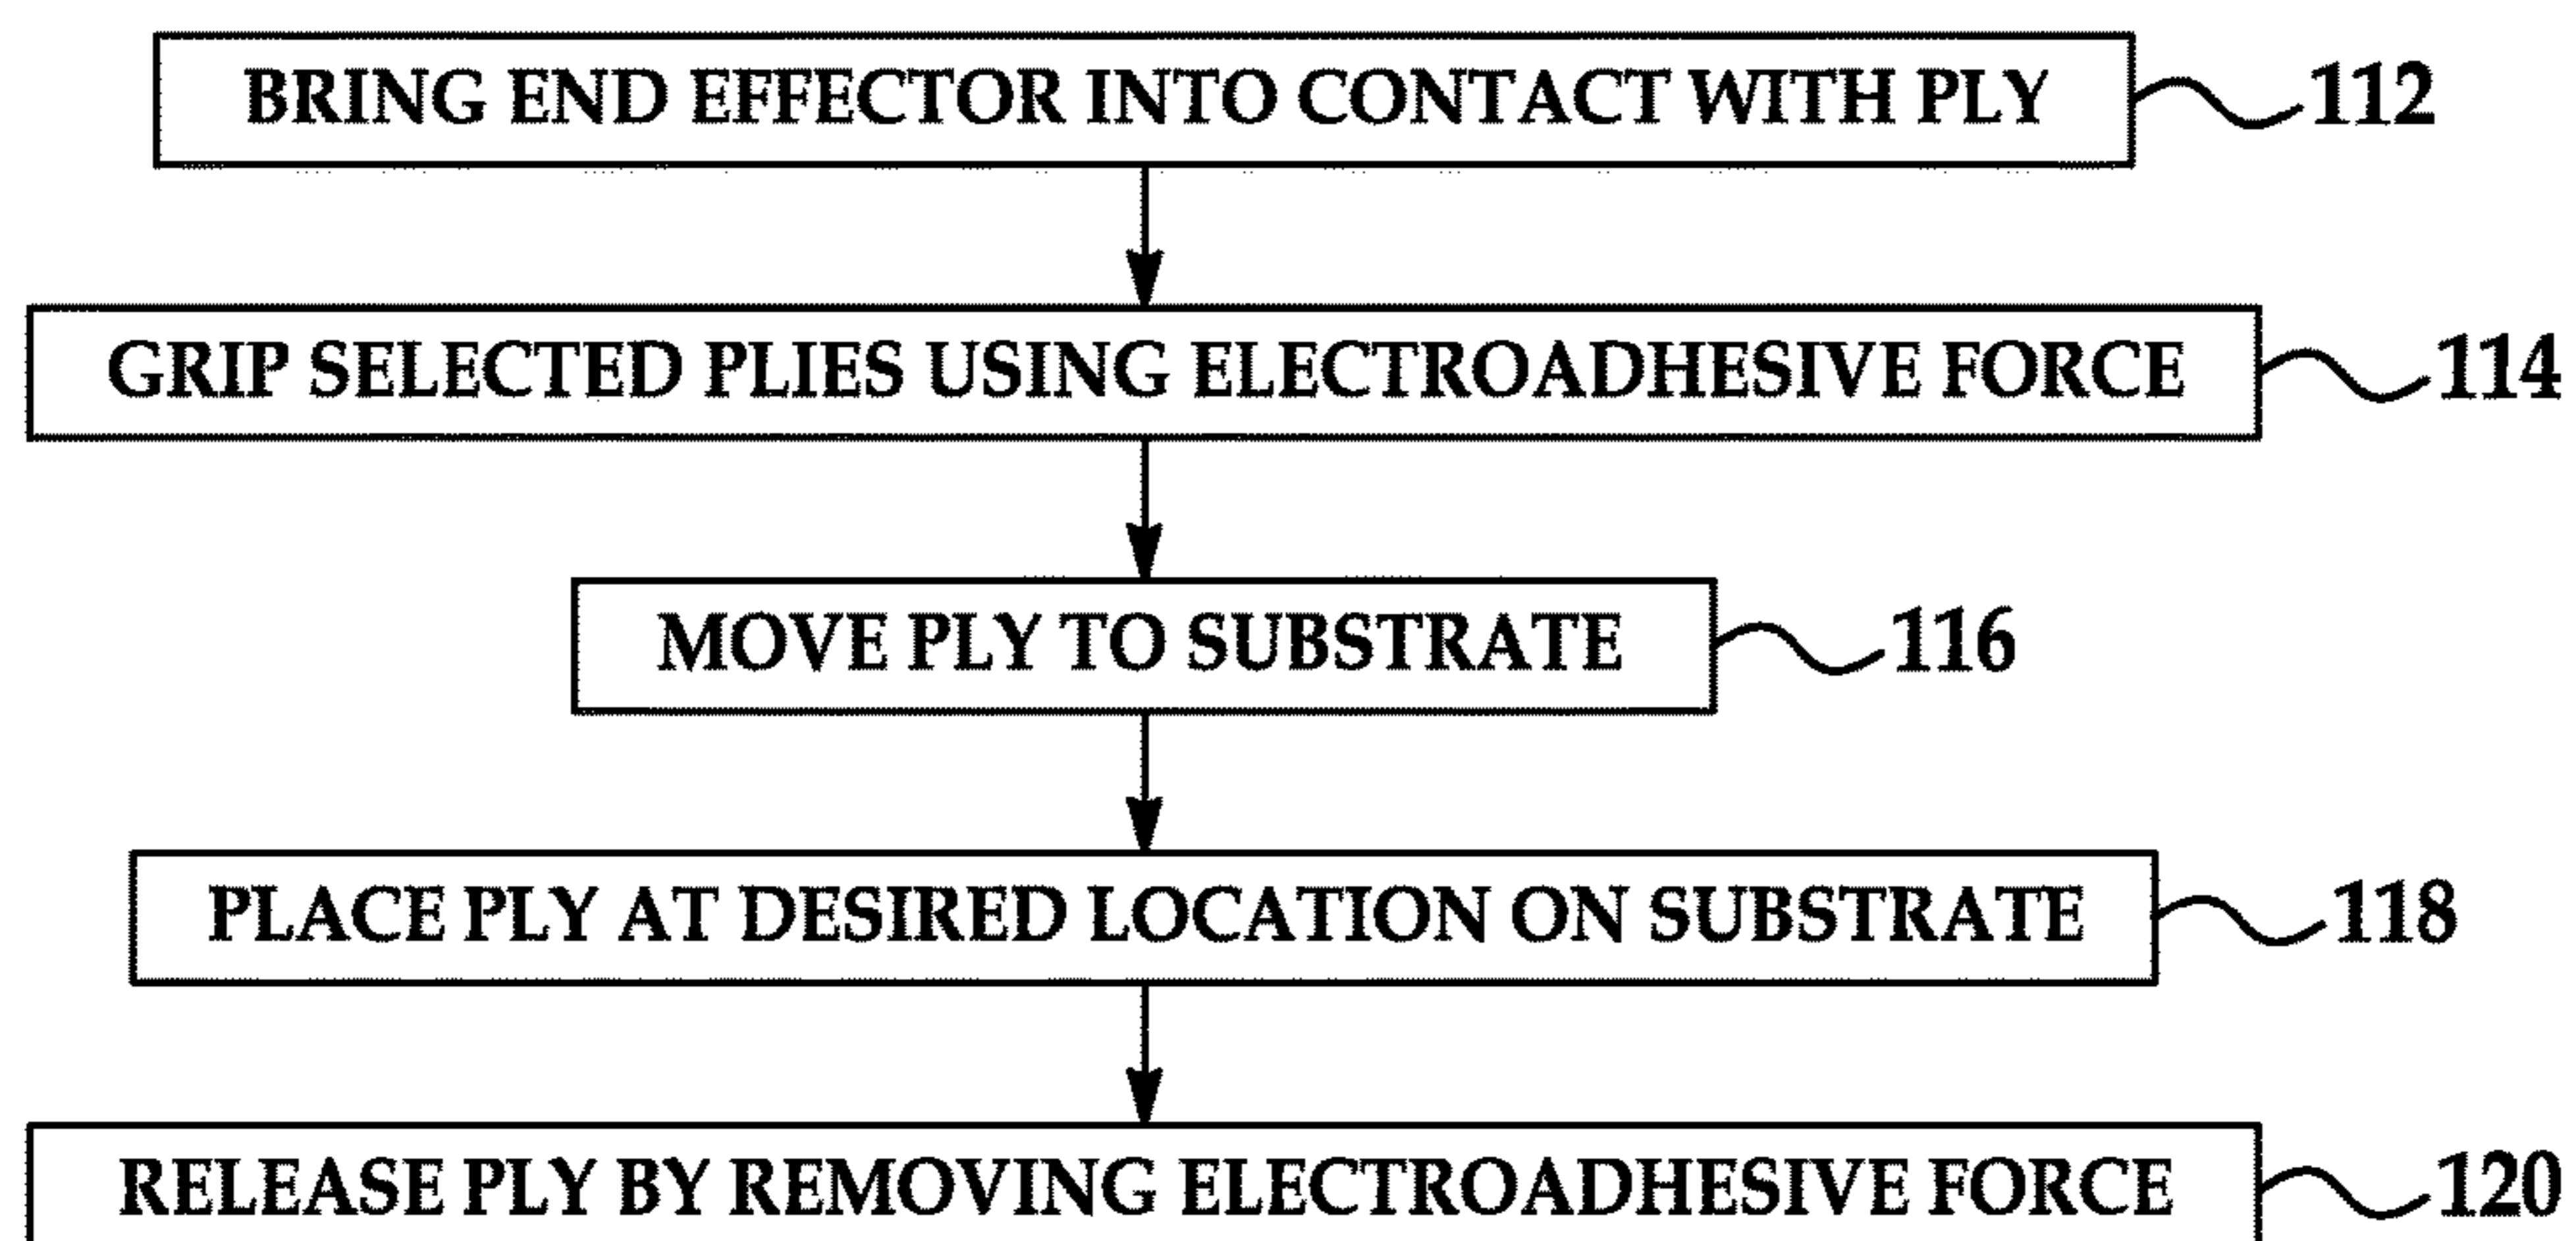 BRING END EFFECTOR INTO CONTACT WITH PLY 112
GRIP SELECTED PLIES USING ELECTROADHESIVE FORCE 114
MOVE PLY TO SUBSTRATE 116
PLACE PLY AT DESIRED LOCATION ON SUBSTRATE 118
RELEASE PLY BY REMOVING ELECTROADHESIVE FORCE 120